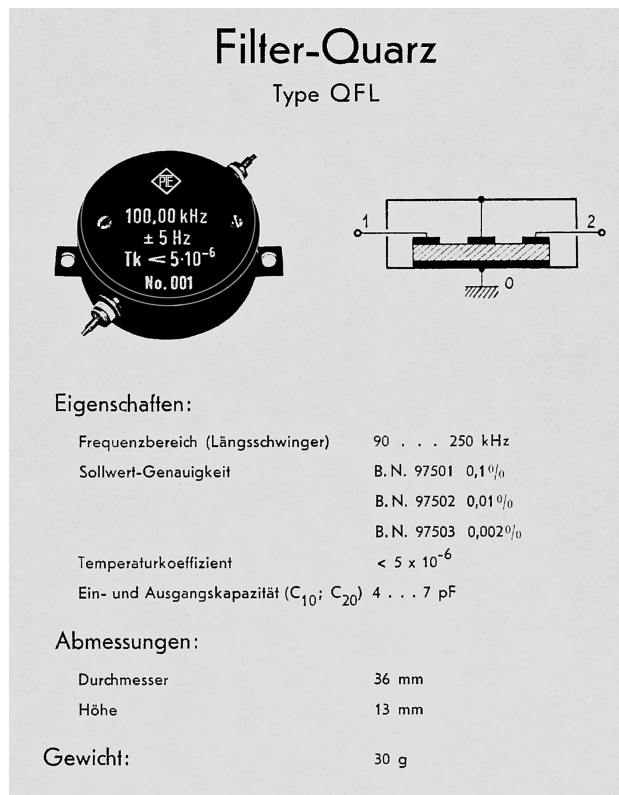 Filter-Quarz
Type QFL
PTE
100,00 kHz
± 5 Hz
Tk < 5·10⁻⁶
No. 001
1
2
0
Eigenschaften:
Frequenzbereich (Längsschwinger) 90 . . . 250 kHz
Sollwert-Genauigkeit B.N. 97501 0,1%
B.N. 97502 0,01%
B.N. 97503 0,002%
Temperaturkoeffizient < 5 x 10⁻⁶
Ein- und Ausgangskapazität (C₁₀; C₂₀) 4 . . . 7 pF
Abmessungen:
Durchmesser 36 mm
Höhe 13 mm
Gewicht: 30 g